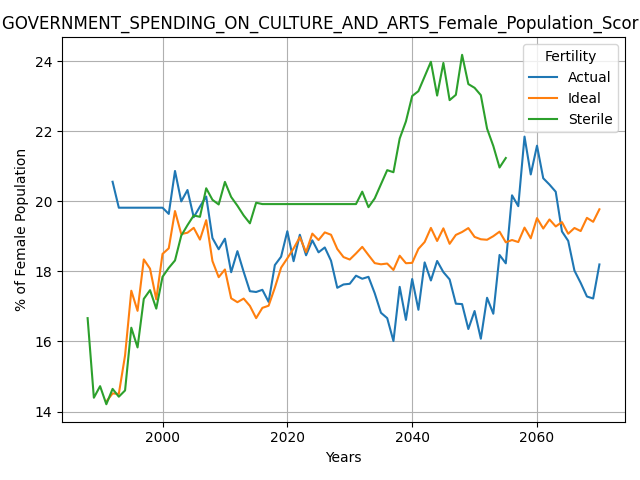 GOVERNMENT_SPENDING_ON_CULTURE_AND_ARTS_Female_Population_Scor
% of Female Population
24
22
20
18
16
14
2000 2020 2040 2060
Years
Fertility
Actual
Ideal
Sterile